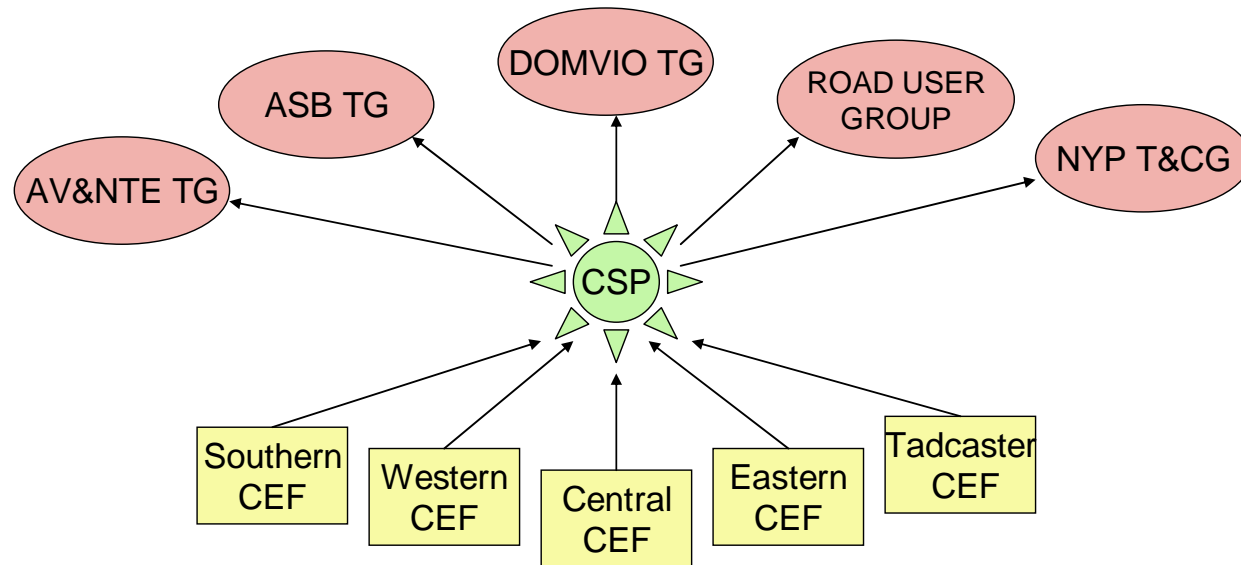 DOMVIO TG
ASB TG
ROAD USER
GROUP
AV&NTE TG
NYP T&CG
CSP
Southern
CEF
Western
CEF
Central
CEF
Eastern
CEF
Tadcaster
CEF